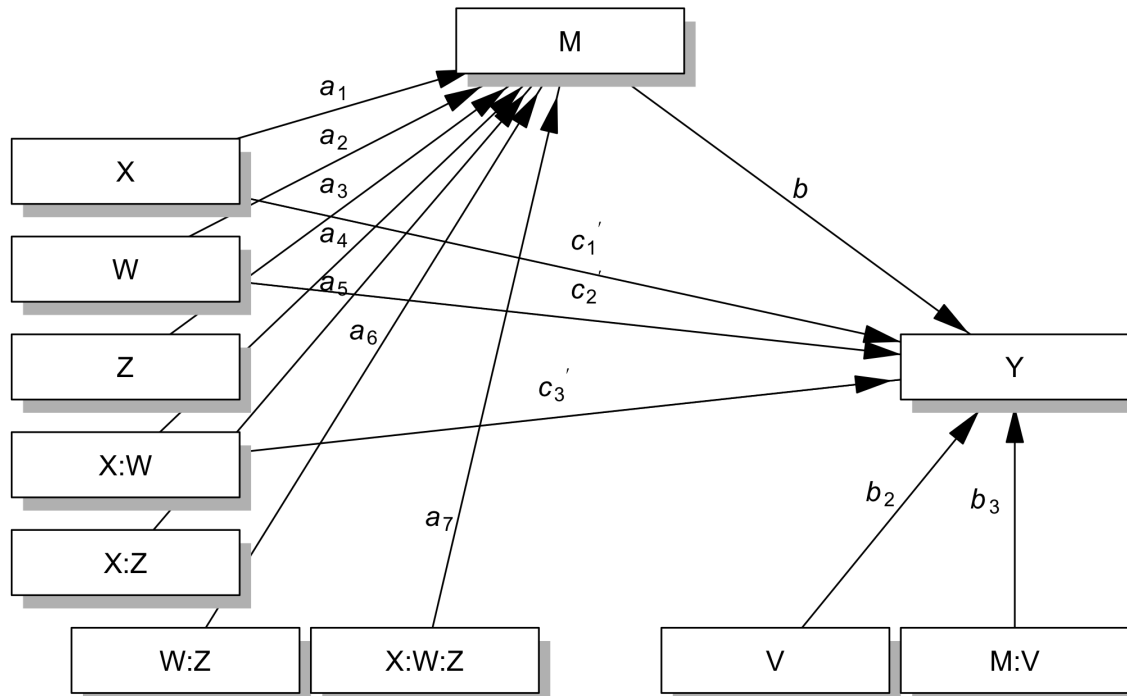 M
a₁
X
a₂
a₃
b
W
a₄
c₁′
a₅
c₂′
Z
a₆
Y
c₃′
X:W
a₇
b₂
b₃
X:Z
W:Z
X:W:Z
V
M:V